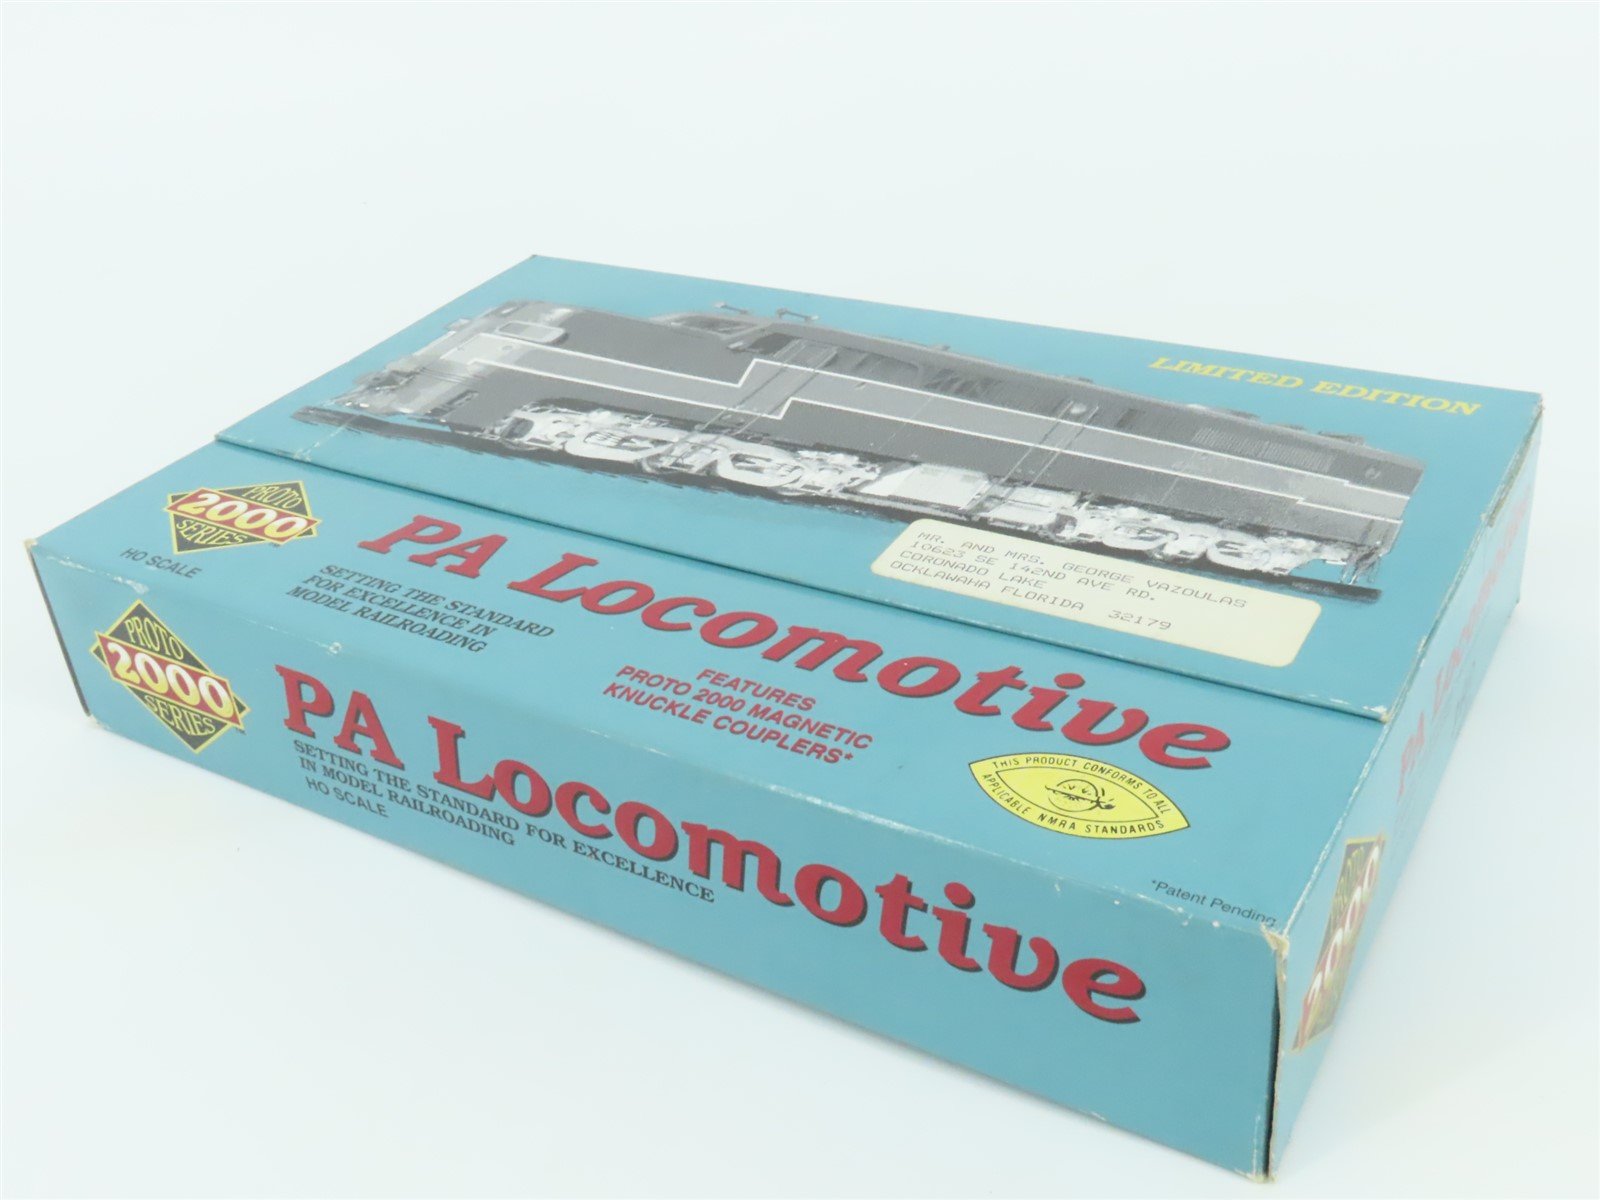 LIMITED EDITION
MR. AND MRS. GEORGE VAZOULAS
10623 SE 142ND AVE RD.
CORONADO LAKE
OCKLAWAHA FLORIDA 32179
PROTO
2000
SERIES
™
HO SCALE
PA Locomotive
SETTING THE STANDARD
FOR EXCELLENCE IN
MODEL RAILROADING
FEATURES
PROTO 2000 MAGNETIC
KNUCKLE COUPLERS*
THIS PRODUCT CONFORMS TO ALL
APPLICABLE NMRA STANDARDS
*Patent Pending
PROTO
2000
SERIES
PA Locomotive
SETTING THE STANDARD FOR EXCELLENCE
IN MODEL RAILROADING
HO SCALE
PROTO
2000